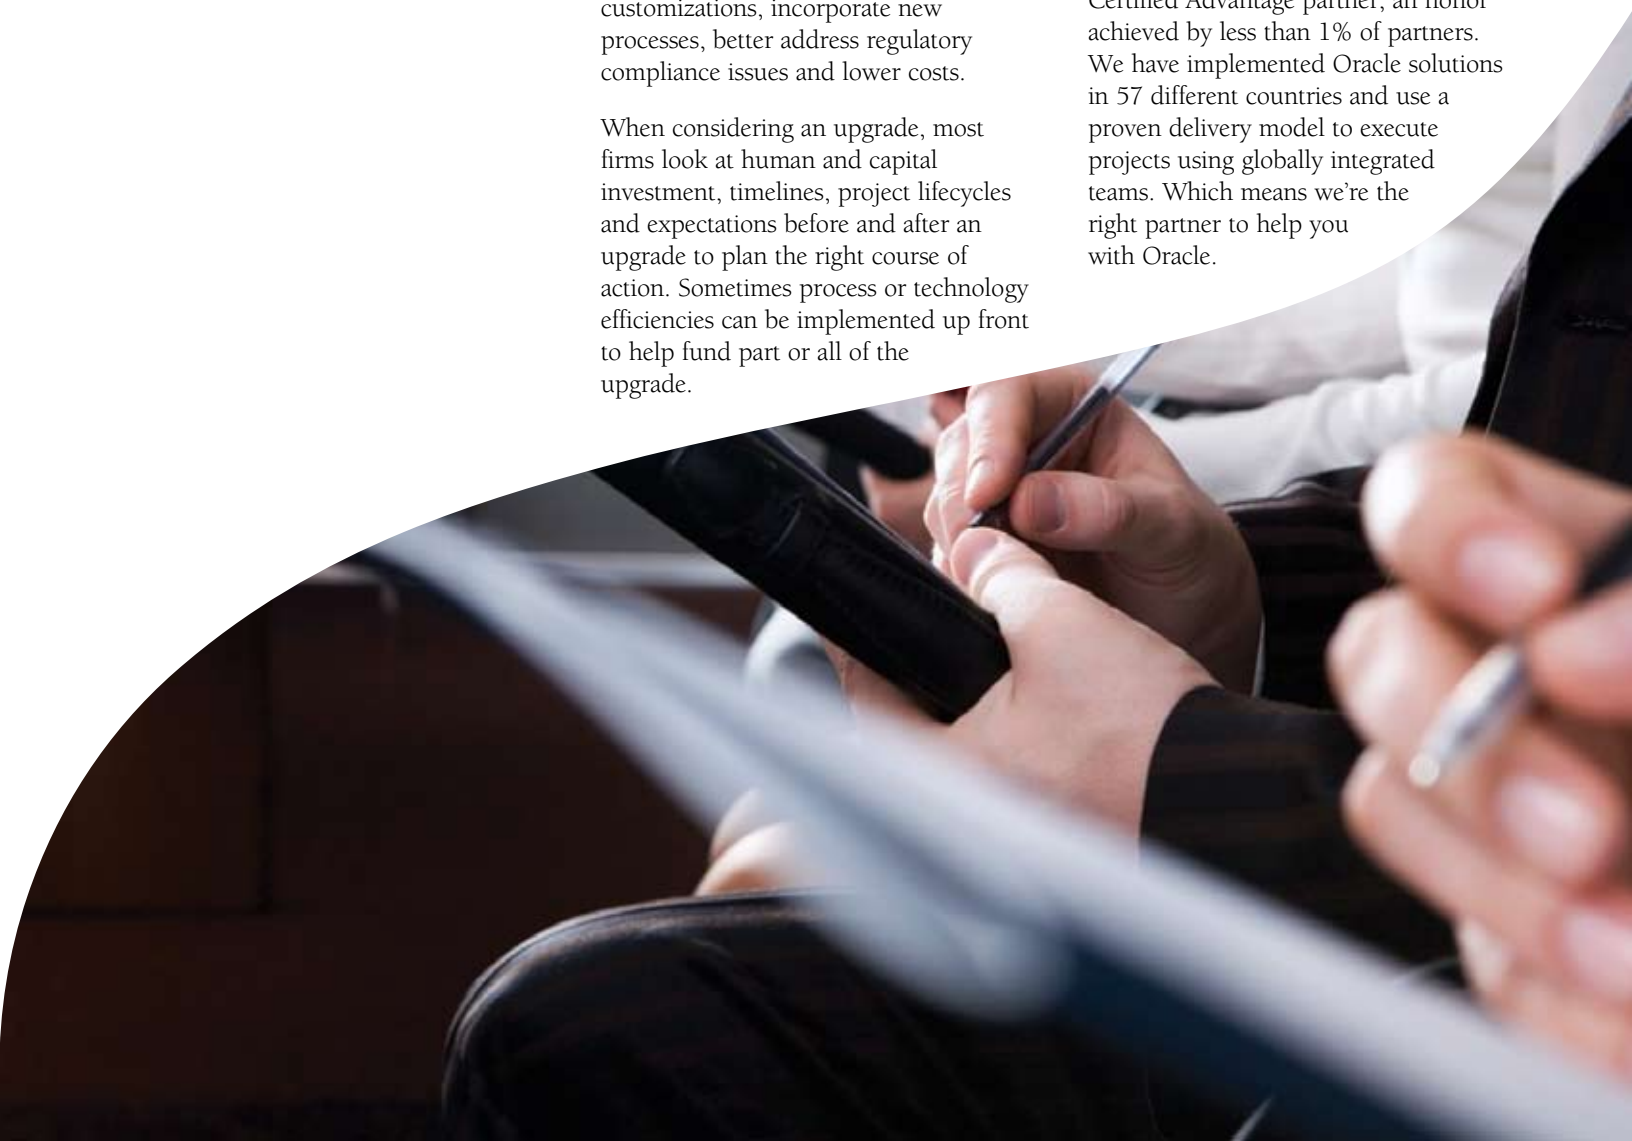 customizations, incorporate new
processes, better address regulatory
compliance issues and lower costs.
When considering an upgrade, most
firms look at human and capital
investment, timelines, project lifecycles
and expectations before and after an
upgrade to plan the right course of
action. Sometimes process or technology
efficiencies can be implemented up front
to help fund part or all of the
upgrade.
Certified Advantage partner, an honor
achieved by less than 1% of partners.
We have implemented Oracle solutions
in 57 different countries and use a
proven delivery model to execute
projects using globally integrated
teams. Which means we’re the
right partner to help you
with Oracle.